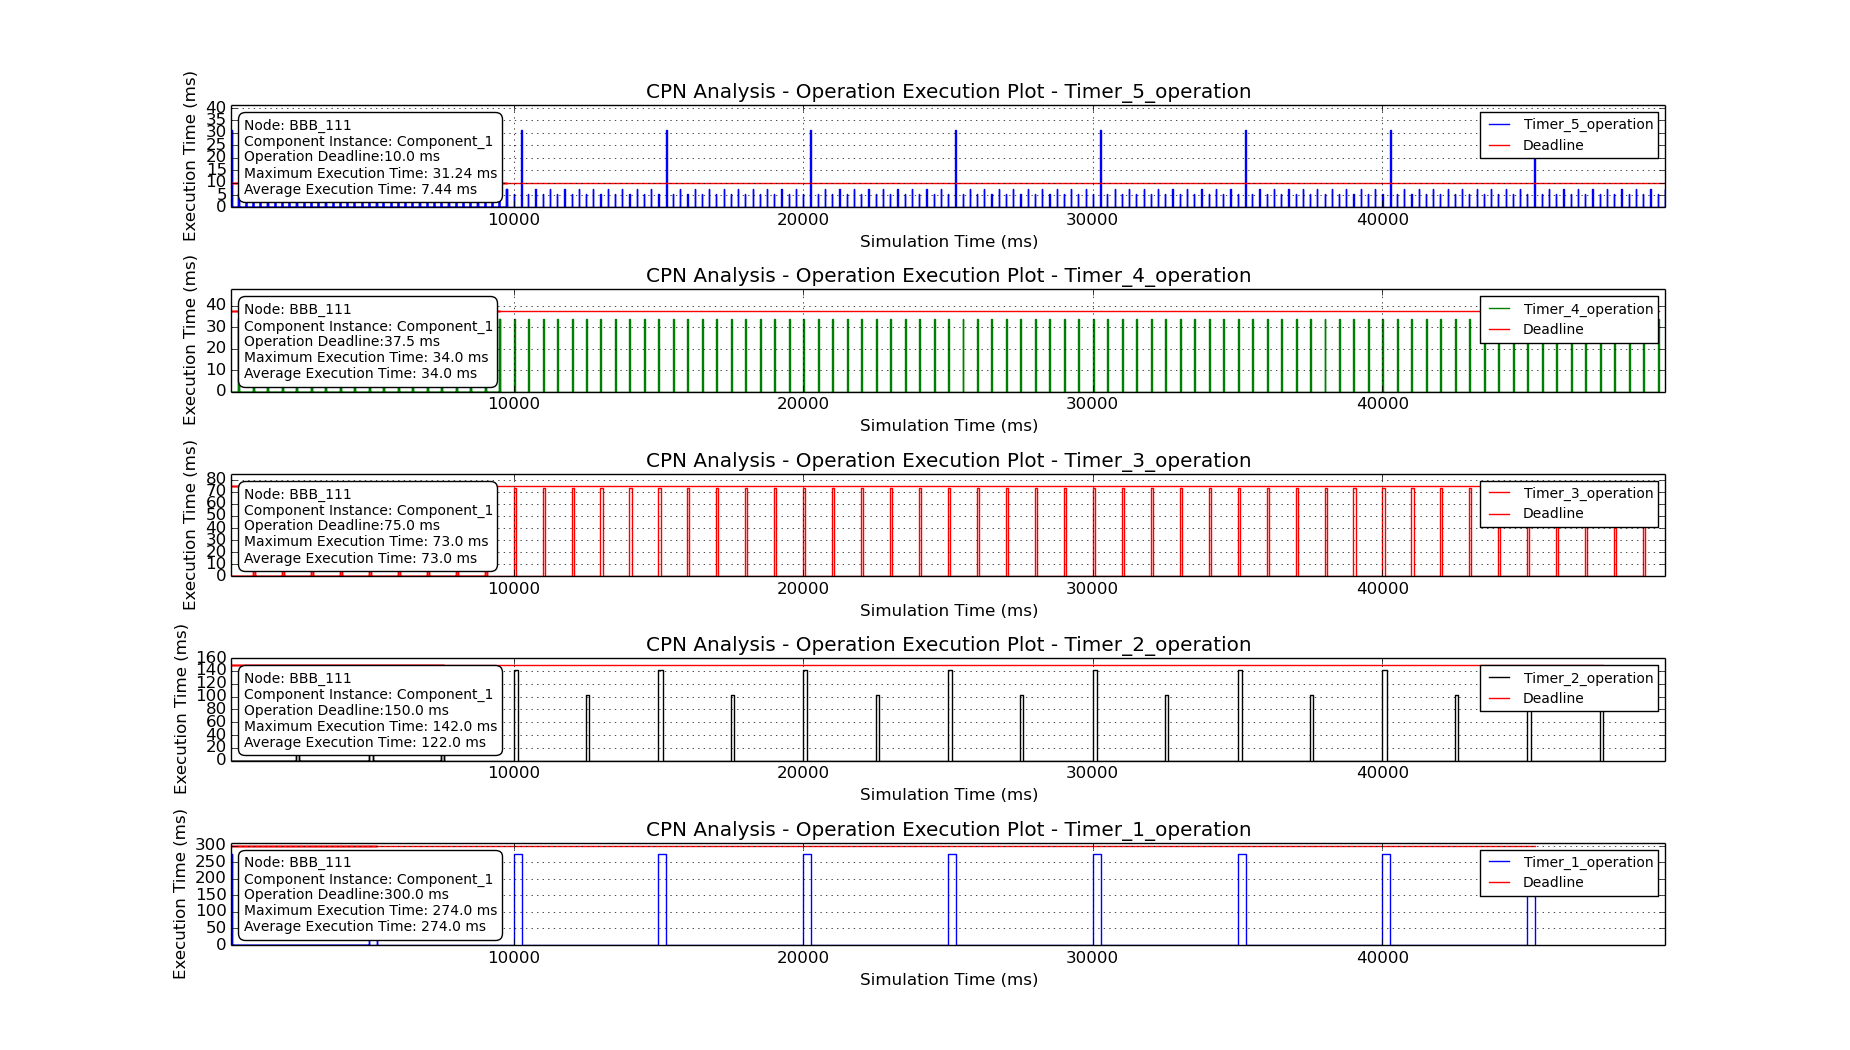 CPN Analysis - Operation Execution Plot - Timer_5_operation
Execution Time (ms)
40
35
30
25
20
15
10
5
0
Node: BBB_111
Component Instance: Component_1
Operation Deadline:10.0 ms
Maximum Execution Time: 31.24 ms
Average Execution Time: 7.44 ms
Timer_5_operation
Deadline
10000 20000 30000 40000
Simulation Time (ms)
CPN Analysis - Operation Execution Plot - Timer_4_operation
Execution Time (ms)
40
30
20
10
0
Node: BBB_111
Component Instance: Component_1
Operation Deadline:37.5 ms
Maximum Execution Time: 34.0 ms
Average Execution Time: 34.0 ms
Timer_4_operation
Deadline
10000 20000 30000 40000
Simulation Time (ms)
CPN Analysis - Operation Execution Plot - Timer_3_operation
Execution Time (ms)
80
70
60
50
40
30
20
10
0
Node: BBB_111
Component Instance: Component_1
Operation Deadline:75.0 ms
Maximum Execution Time: 73.0 ms
Average Execution Time: 73.0 ms
Timer_3_operation
Deadline
10000 20000 30000 40000
Simulation Time (ms)
CPN Analysis - Operation Execution Plot - Timer_2_operation
Execution Time (ms)
160
140
120
100
80
60
40
20
0
Node: BBB_111
Component Instance: Component_1
Operation Deadline:150.0 ms
Maximum Execution Time: 142.0 ms
Average Execution Time: 122.0 ms
Timer_2_operation
Deadline
10000 20000 30000 40000
Simulation Time (ms)
CPN Analysis - Operation Execution Plot - Timer_1_operation
Execution Time (ms)
300
250
200
150
100
50
0
Node: BBB_111
Component Instance: Component_1
Operation Deadline:300.0 ms
Maximum Execution Time: 274.0 ms
Average Execution Time: 274.0 ms
Timer_1_operation
Deadline
10000 20000 30000 40000
Simulation Time (ms)